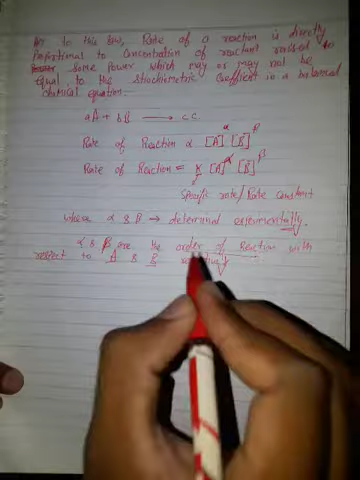 Acc to this law, Rate of a reaction is directly
proportional to concentration of reactant raised to
some power which may or may not be
equal to the stoichiometric coefficient in a balanced
chemical equation.
aA + bB → cC
Rate of Reaction α [A]^α [B]^β
Rate of Reaction = K [A]^α [B]^β
Specific rate/Rate constant
where α & β → determined experimentally.
α & β are the order of Reaction with
respect to A & B